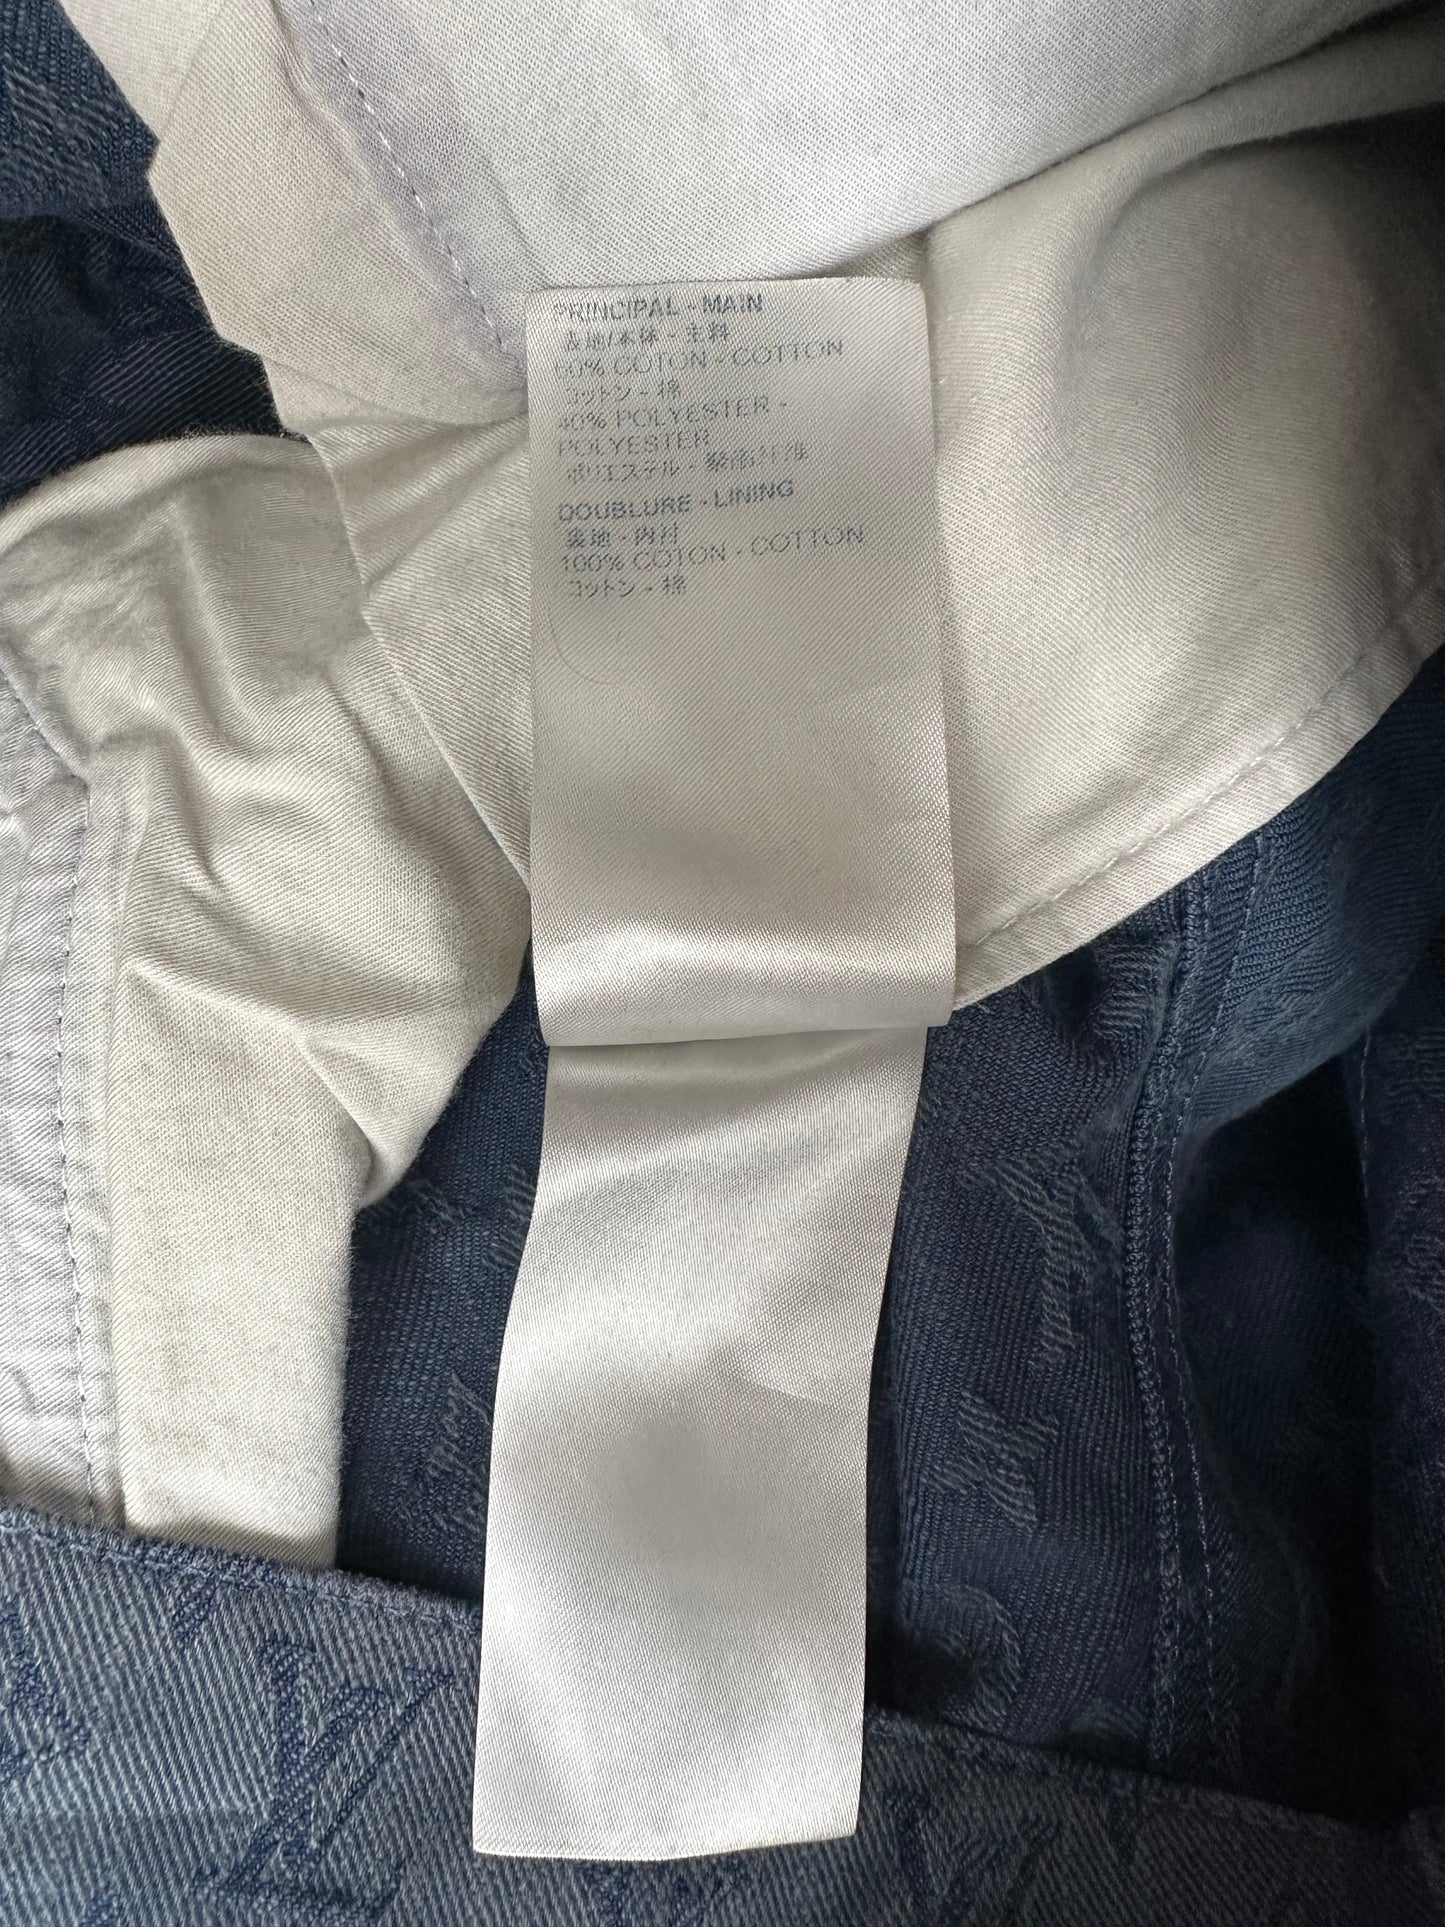 PRINCIPAL - MAIN
表地/本体 - 主料
60% COTON - COTTON
コットン - 棉
40% POLYESTER -
POLYESTER
ポリエステル - 聚酯纤维
DOUBLURE - LINING
裏地 - 内衬
100% COTON - COTTON
コットン - 棉